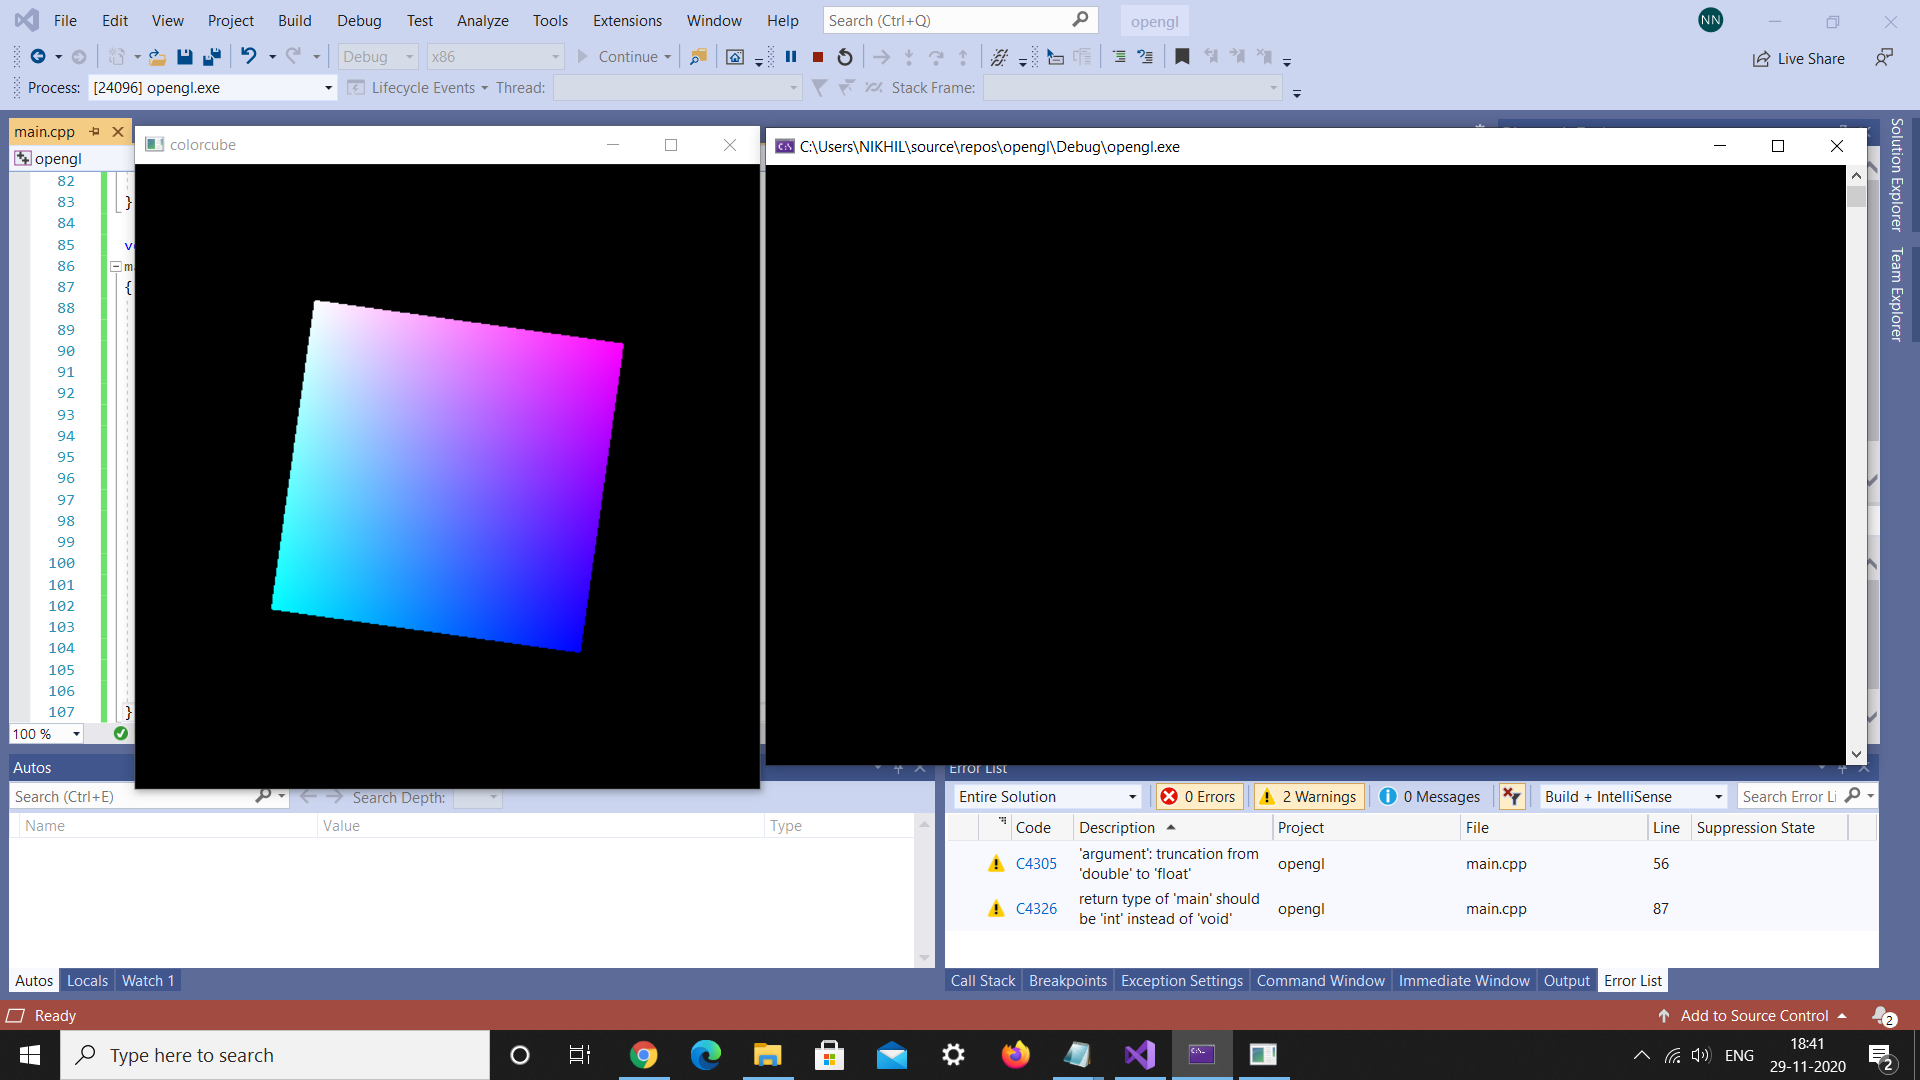 File Edit View Project Build Debug Test Analyze Tools Extensions Window Help Search (Ctrl+Q) opengl NN
Debug x86 Continue Live Share
Process: [24096] opengl.exe Lifecycle Events Thread: Stack Frame:
main.cpp
opengl
colorcube
C:\Users\NIKHIL\source\repos\opengl\Debug\opengl.exe
Solution Explorer
Team Explorer
82
83 }
84
85
86
87 {
88
89
90
91
92
93
94
95
96
97
98
99
100
101
102
103
104
105
106
107 }
100 %
Autos
Search (Ctrl+E) Search Depth:
Name Value Type
Autos Locals Watch 1
Error List
Entire Solution 0 Errors 2 Warnings 0 Messages Build + IntelliSense Search Error Li
Code Description Project File Line Suppression State
C4305 'argument': truncation from 'double' to 'float' opengl main.cpp 56
C4326 return type of 'main' should be 'int' instead of 'void' opengl main.cpp 87
Call Stack Breakpoints Exception Settings Command Window Immediate Window Output Error List
Ready Add to Source Control 2
Type here to search ENG 18:41
29-11-2020 2